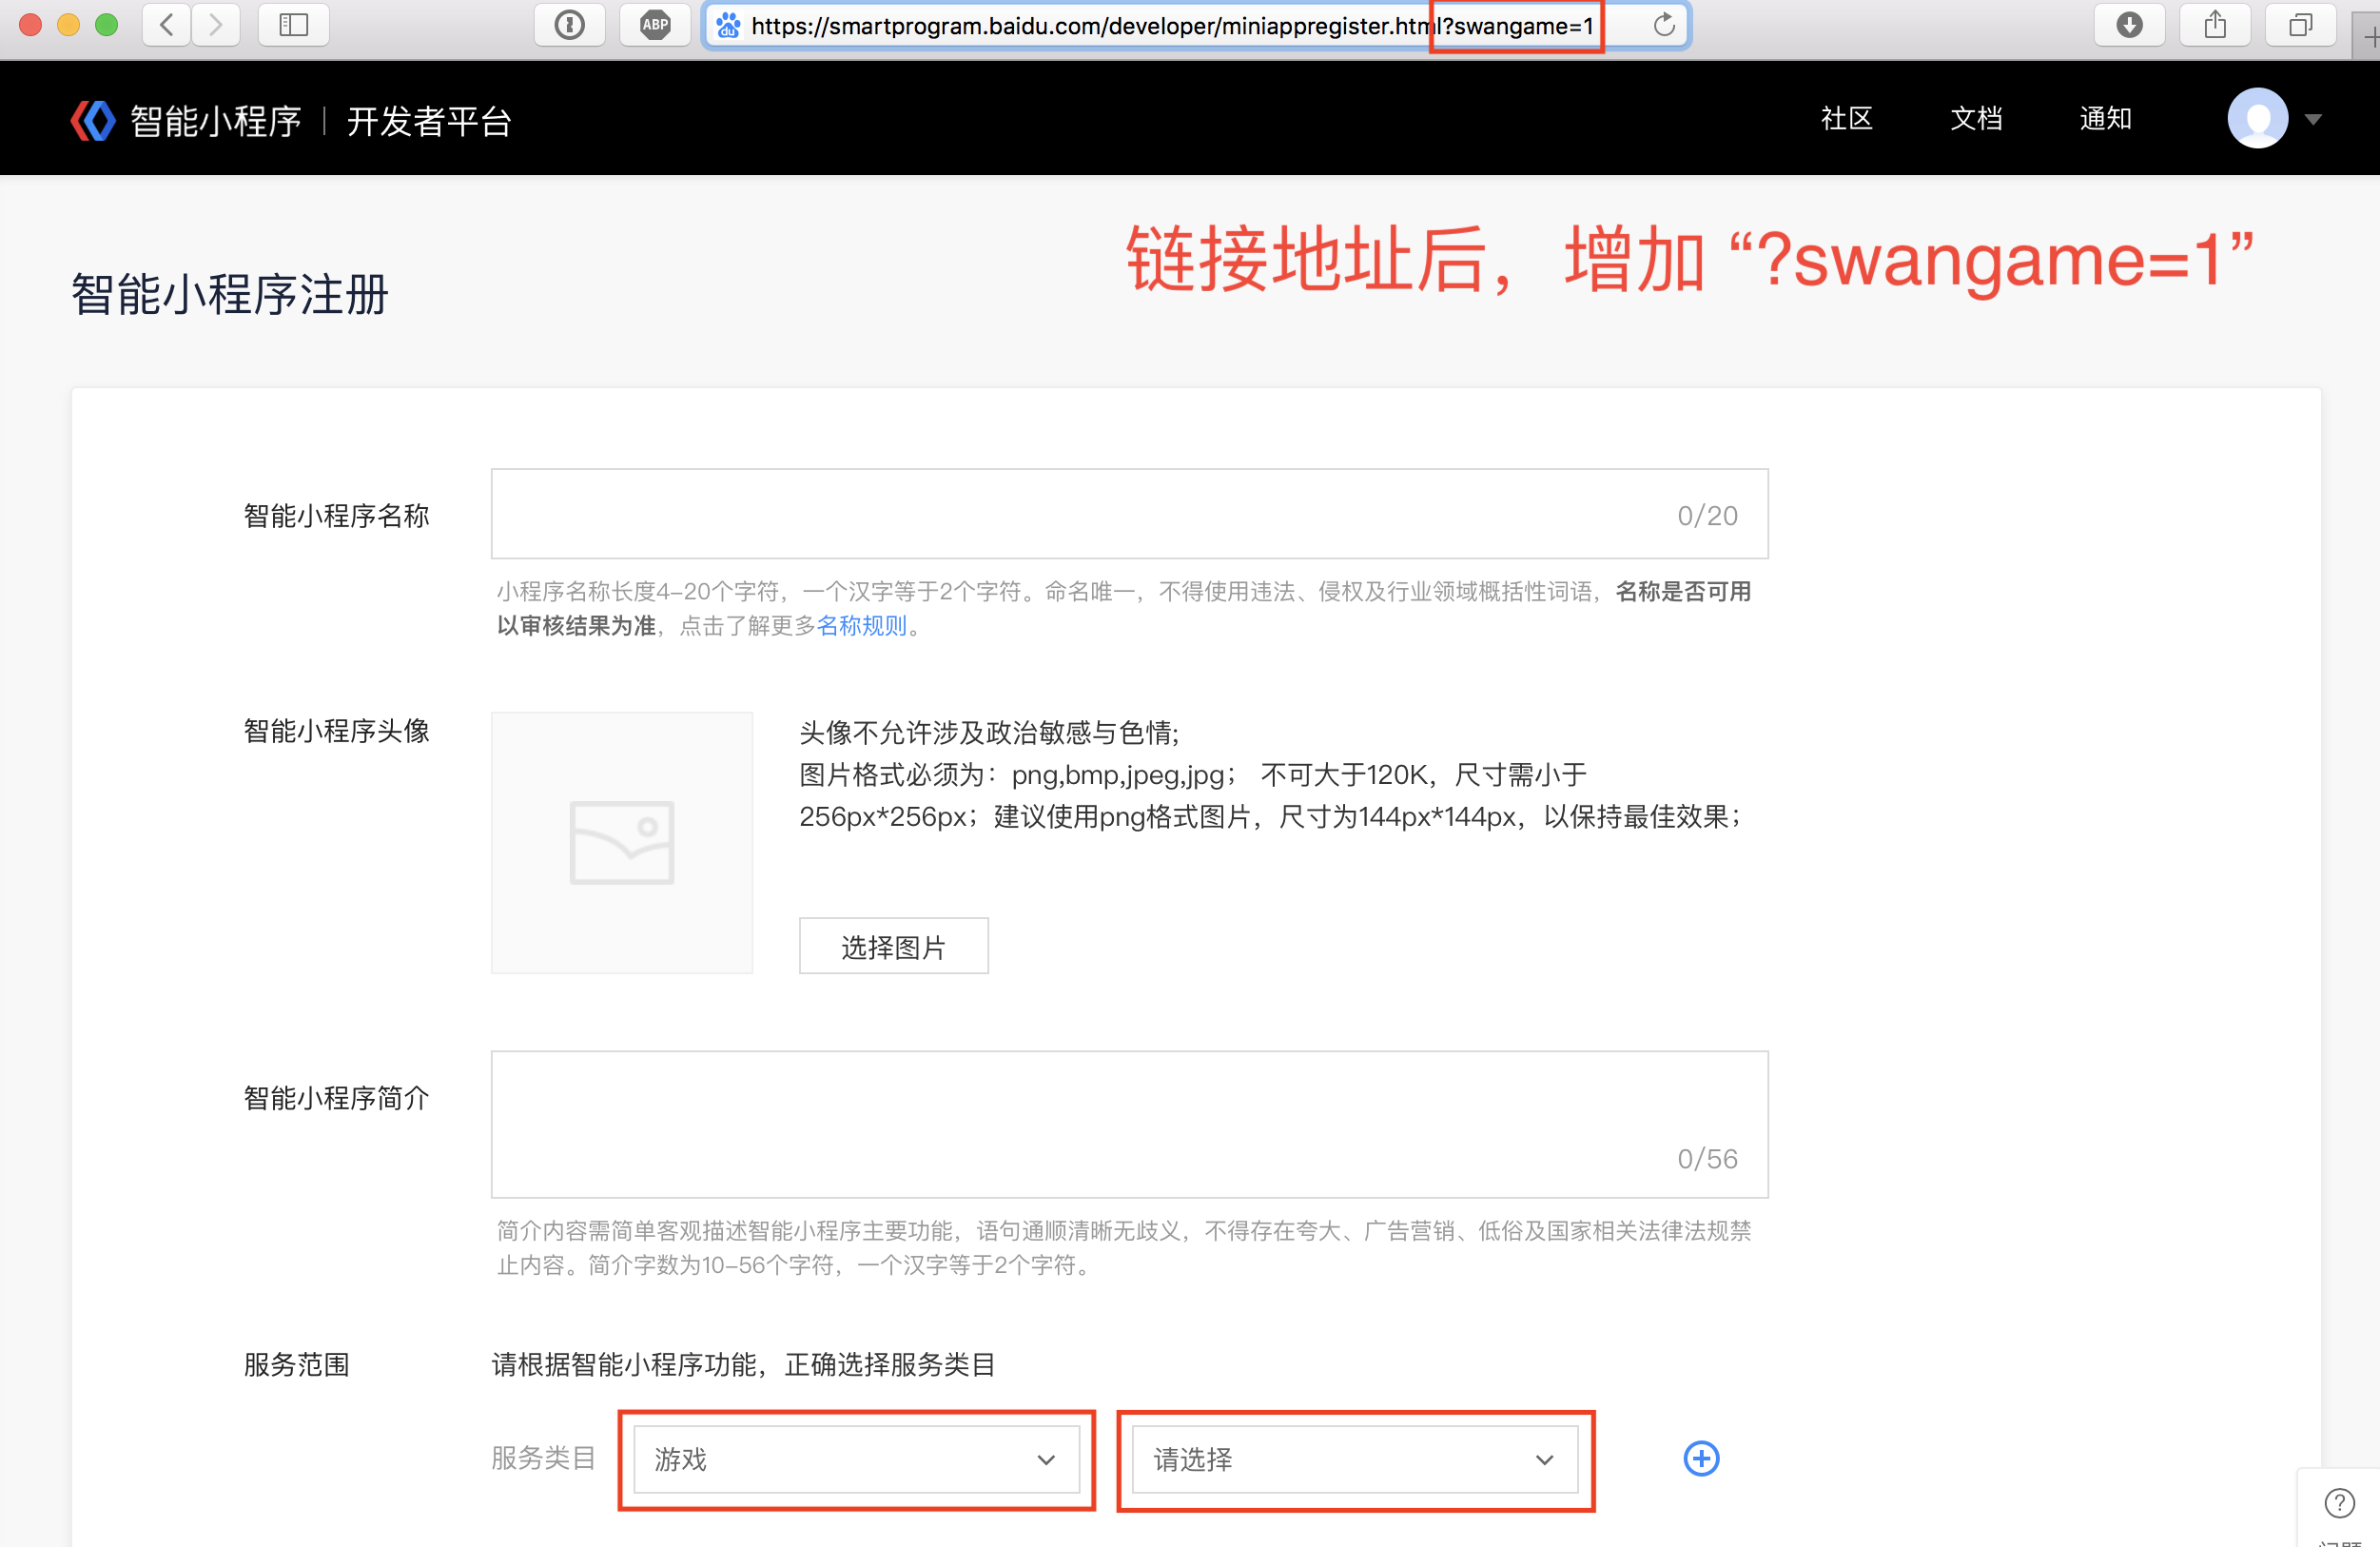 ABP
https://smartprogram.baidu.com/developer/miniappregister.html?swangame=1
智能小程序 | 开发者平台
社区
文档
通知
链接地址后，增加 “?swangame=1”
智能小程序注册
智能小程序名称
0/20
小程序名称长度4–20个字符，一个汉字等于2个字符。命名唯一，不得使用违法、侵权及行业领域概括性词语，名称是否可用
以审核结果为准，点击了解更多名称规则。
智能小程序头像
头像不允许涉及政治敏感与色情;
图片格式必须为：png,bmp,jpeg,jpg； 不可大于120K，尺寸需小于
256px*256px；建议使用png格式图片，尺寸为144px*144px，以保持最佳效果；
选择图片
智能小程序简介
0/56
简介内容需简单客观描述智能小程序主要功能，语句通顺清晰无歧义，不得存在夸大、广告营销、低俗及国家相关法律法规禁
止内容。简介字数为10–56个字符，一个汉字等于2个字符。
服务范围
请根据智能小程序功能，正确选择服务类目
服务类目
游戏
请选择